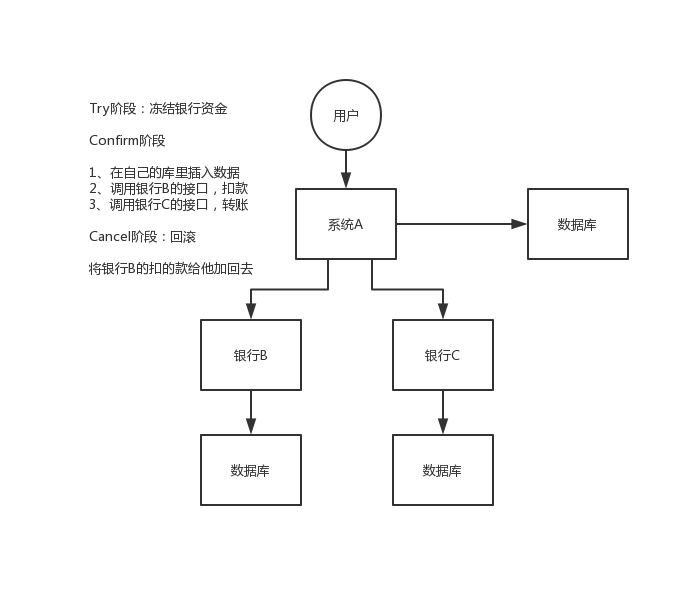 Try阶段：冻结银行资金
Confirm阶段
1、在自己的库里插入数据
2、调用银行B的接口，扣款
3、调用银行C的接口，转账
Cancel阶段：回滚
将银行B的扣的款给他加回去
用户
系统A
数据库
银行B
银行C
数据库
数据库